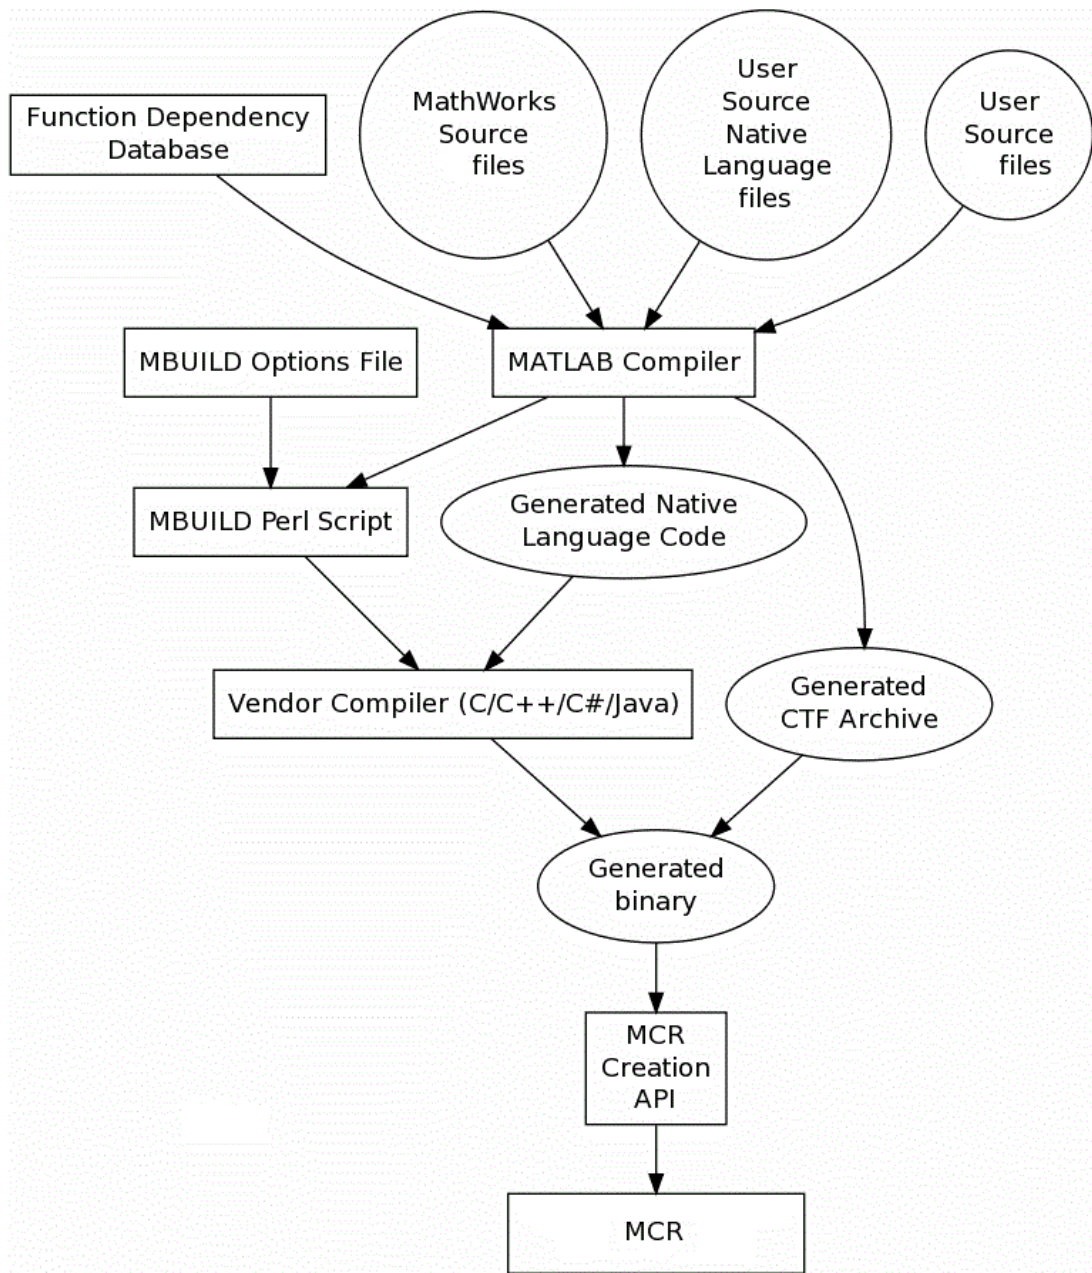 Function Dependency
Database
MathWorks
Source
files
User
Source
Native
Language
files
User
Source
files
MBUILD Options File
MATLAB Compiler
MBUILD Perl Script
Generated Native
Language Code
Vendor Compiler (C/C++/C#/Java)
Generated
CTF Archive
Generated
binary
MCR
Creation
API
MCR